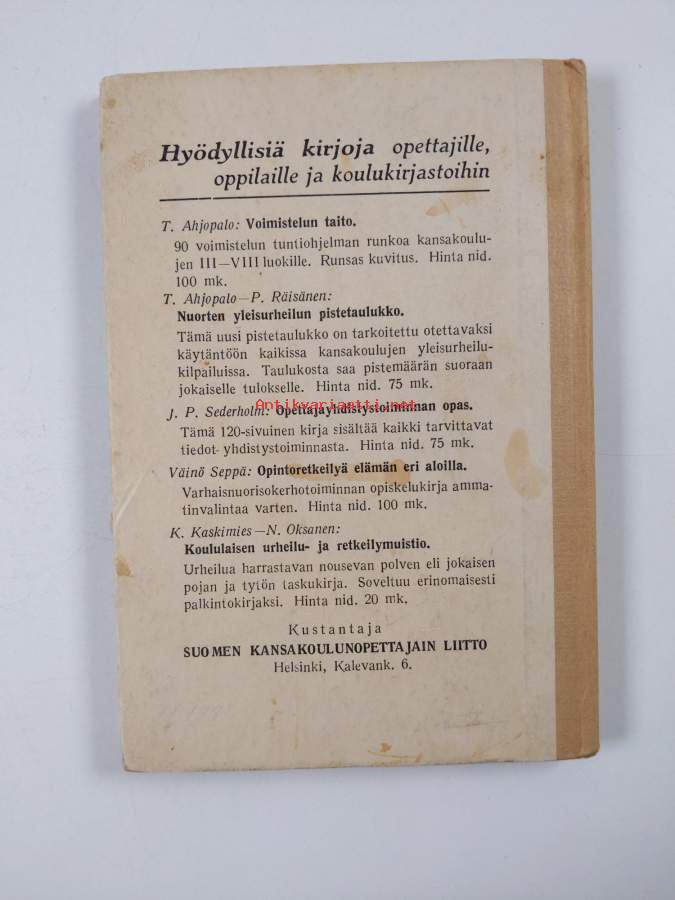 Hyödyllisiä kirjoja opettajille,
oppilaille ja koulukirjastoihin
T. Ahjopalo: Voimistelun taito.
90 voimistelun tuntiohjelman runkoa kansakoulu-
jen III—VIII luokille. Runsas kuvitus. Hinta nid.
100 mk.
T. Ahjopalo—P. Räisänen:
Nuorten yleisurheilun pistetaulukko.
Tämä uusi pistetaulukko on tarkoitettu otettavaksi
käytäntöön kaikissa kansakoulujen yleisurheilu-
kilpailuissa. Taulukosta saa pistemäärän suoraan
jokaiselle tulokselle. Hinta nid. 75 mk.
Antikvariaatti.net
J. P. Sederholm: Opettajayhdistystoiminnan opas.
Tämä 120-sivuinen kirja sisältää kaikki tarvittavat
tiedot yhdistystoiminnasta. Hinta nid. 75 mk.
Väinö Seppä: Opintoretkeilyä elämän eri aloilla.
Varhaisnuorisokerhotoiminnan opiskelukirja amma-
tinvalintaa varten. Hinta nid. 100 mk.
K. Kaskimies—N. Oksanen:
Koululaisen urheilu- ja retkeilymuistio.
Urheilua harrastavan nousevan polven eli jokaisen
pojan ja tytön taskukirja. Soveltuu erinomaisesti
palkintokirjaksi. Hinta nid. 20 mk.
Kustantaja
SUOMEN KANSAKOULUNOPETTAJAIN LIITTO
Helsinki, Kalevank. 6.